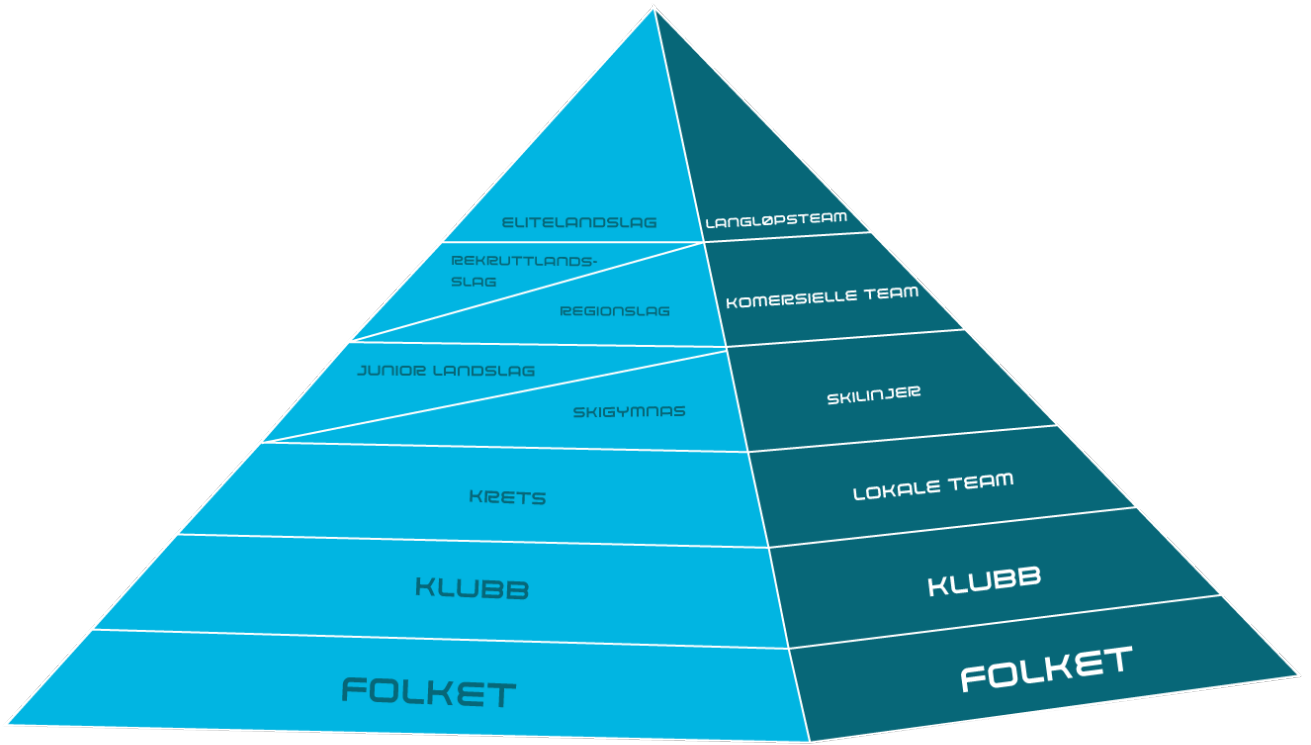 ELITELANDSLAG
LANGLØPSTEAM
REKRUTTLANDS-
SLAG
REGIONSLAG
KOMERSIELLE TEAM
JUNIOR LANDSLAG
SKIGYMNAS
SKILINJER
KRETS
LOKALE TEAM
KLUBB
KLUBB
FOLKET
FOLKET